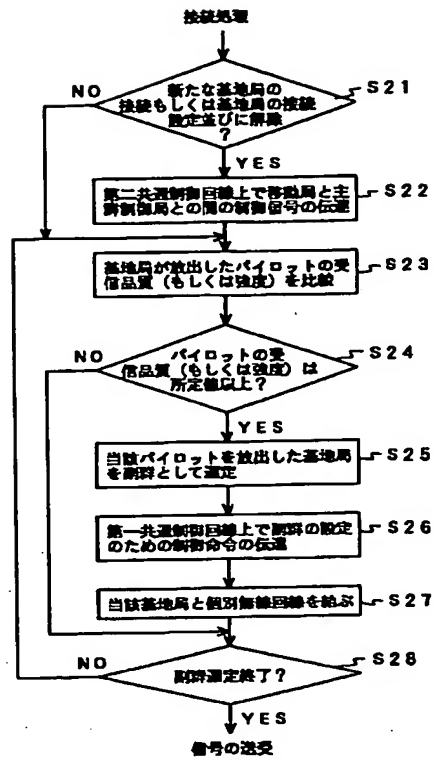 接続処理
新たな基地局の
接続もしくは基地局の接続
設定並びに解除
?
S21
NO
YES
第二共通制御回線上で移動局と主
群制御局との間の制御信号の伝達
S22
基地局が放出したパイロットの受
信品質(もしくは強度)を比較
S23
パイロットの受
信品質(もしくは強度)は
所定値以上?
S24
NO
YES
当該パイロットを放出した基地局
を副群として選定
S25
第一共通制御回線上で副群の設定
のための制御命令の伝達
S26
当該基地局と個別無線回線を結ぶ
S27
副群選定終了?
S28
NO
YES
信号の送受